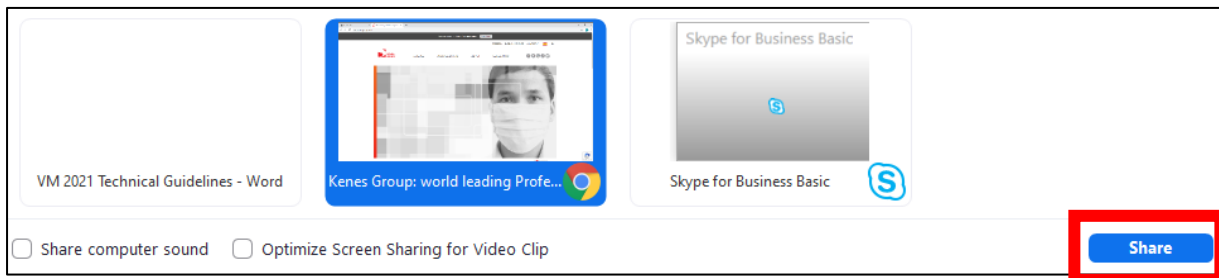 Skype for Business Basic
VM 2021 Technical Guidelines - Word
Kenes Group: world leading Profe...
Skype for Business Basic
Share computer sound
Optimize Screen Sharing for Video Clip
Share